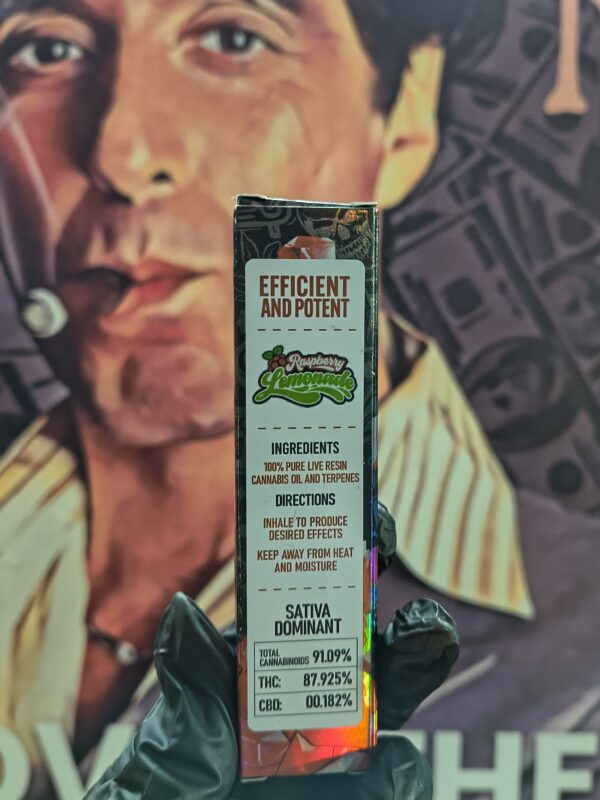 EFFICIENT
AND POTENT
Raspberry
Lemonade
INGREDIENTS
100% PURE LIVE RESIN
CANNABIS OIL AND TERPENES
DIRECTIONS
INHALE TO PRODUCE
DESIRED EFFECTS
KEEP AWAY FROM HEAT
AND MOISTURE
SATIVA
DOMINANT
TOTAL
CANNABINOIDS 91.09%
THC: 87.925%
CBD: 00.182%
THE